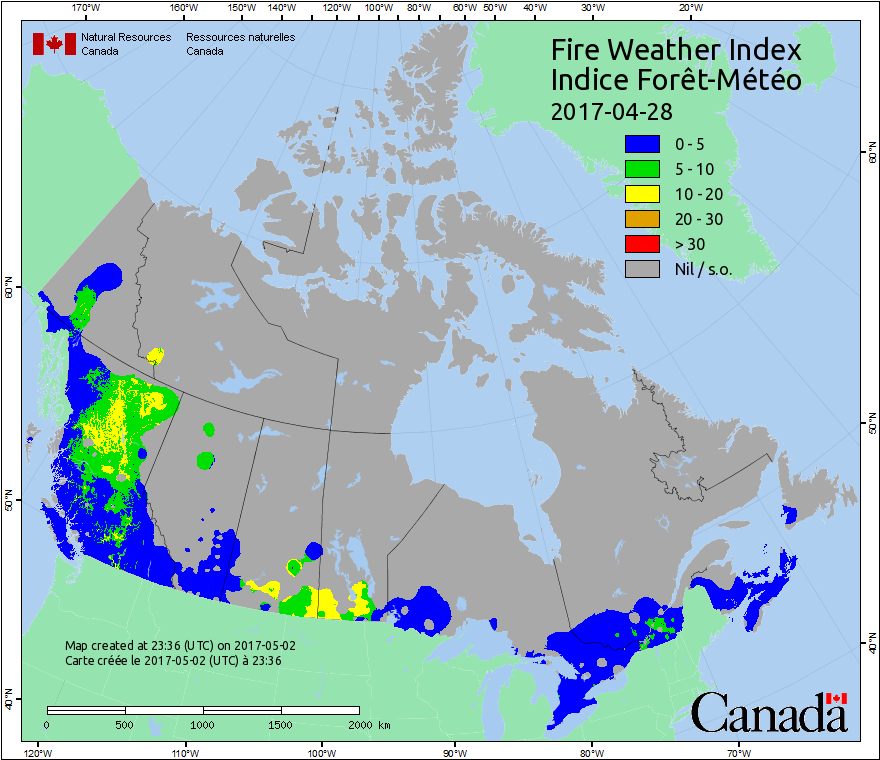 170°W 160°W 150°W 140°W 130°W 120°W 110°W 100°W 90°W 80°W 60°W 50°W 40°W 30°W 20°W
Natural Resources Canada
Ressources naturelles Canada
Fire Weather Index
Indice Forêt-Météo
2017-04-28
0 - 5
5 - 10
10 - 20
20 - 30
> 30
Nil / s.o.
60°N
50°N
40°N
60°N
50°N
40°N
Map created at 23:36 (UTC) on 2017-05-02
Carte créée le 2017-05-02 (UTC) à 23:36
0 500 1000 1500 2000 km
Canada
120°W 110°W 100°W 90°W 80°W 70°W